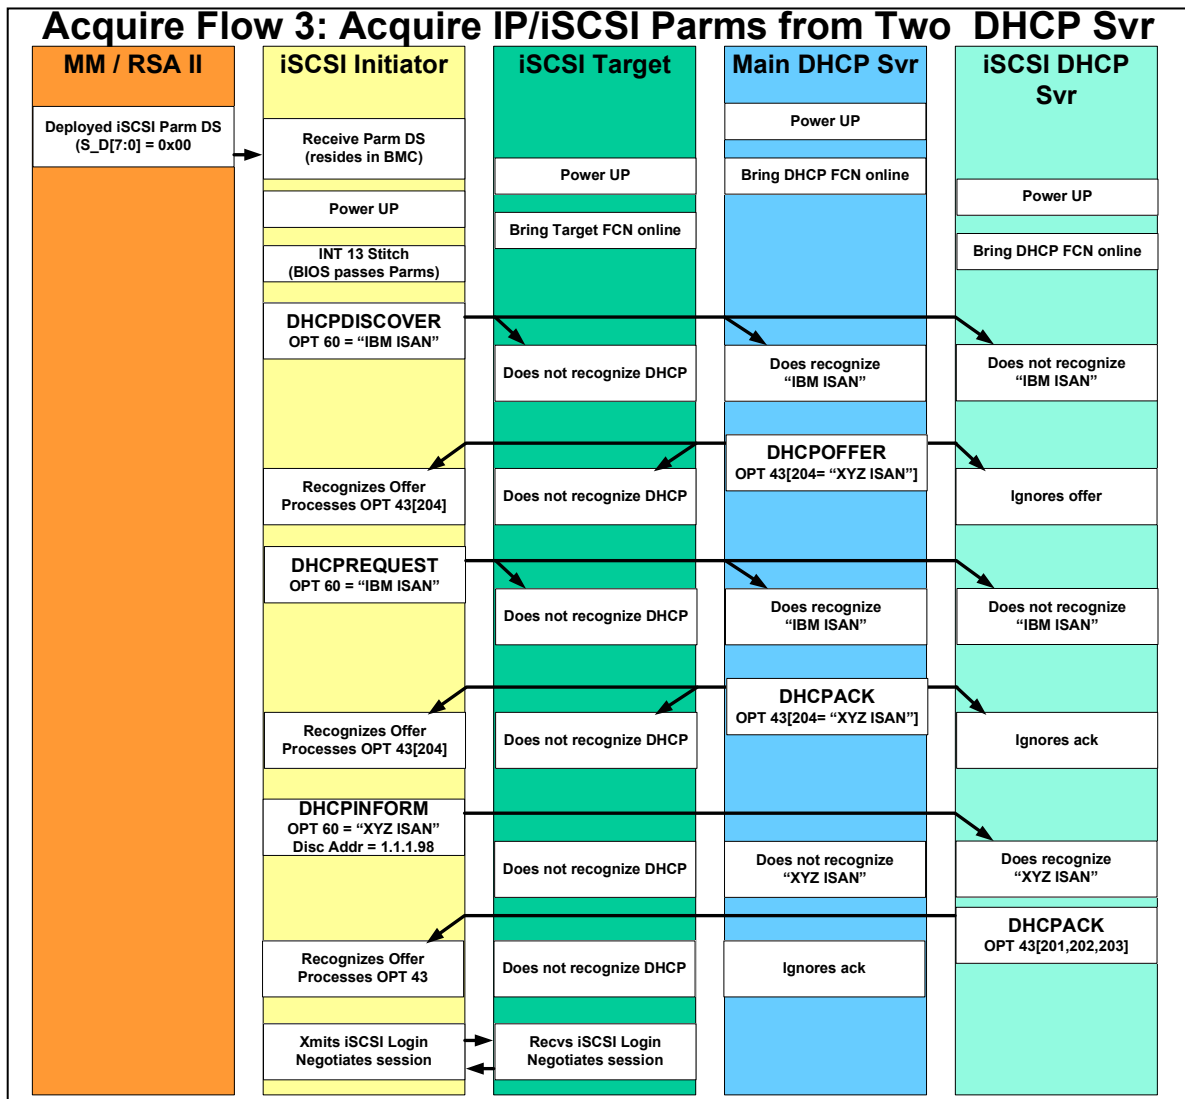 Acquire Flow 3: Acquire IP/iSCSI Parms from Two DHCP Svr
MM / RSA II
iSCSI Initiator
iSCSI Target
Main DHCP Svr
iSCSI DHCP
Svr
Deployed iSCSI Parm DS
(S_D[7:0] = 0x00
Receive Parm DS
(resides in BMC)
Power UP
Power UP
Bring DHCP FCN online
Power UP
Power UP
Bring Target FCN online
Bring DHCP FCN online
INT 13 Stitch
(BIOS passes Parms)
DHCPDISCOVER
OPT 60 = “IBM ISAN”
Does not recognize DHCP
Does recognize
“IBM ISAN”
Does not recognize
“IBM ISAN”
DHCPOFFER
OPT 43[204= “XYZ ISAN”]
Recognizes Offer
Processes OPT 43[204]
Does not recognize DHCP
Ignores offer
DHCPREQUEST
OPT 60 = “IBM ISAN”
Does not recognize DHCP
Does recognize
“IBM ISAN”
Does not recognize
“IBM ISAN”
DHCPACK
OPT 43[204= “XYZ ISAN”]
Recognizes Offer
Processes OPT 43[204]
Does not recognize DHCP
Ignores ack
DHCPINFORM
OPT 60 = “XYZ ISAN”
Disc Addr = 1.1.1.98
Does not recognize DHCP
Does not recognize
“XYZ ISAN”
Does recognize
“XYZ ISAN”
DHCPACK
OPT 43[201,202,203]
Recognizes Offer
Processes OPT 43
Does not recognize DHCP
Ignores ack
Xmits iSCSI Login
Negotiates session
Recvs iSCSI Login
Negotiates session